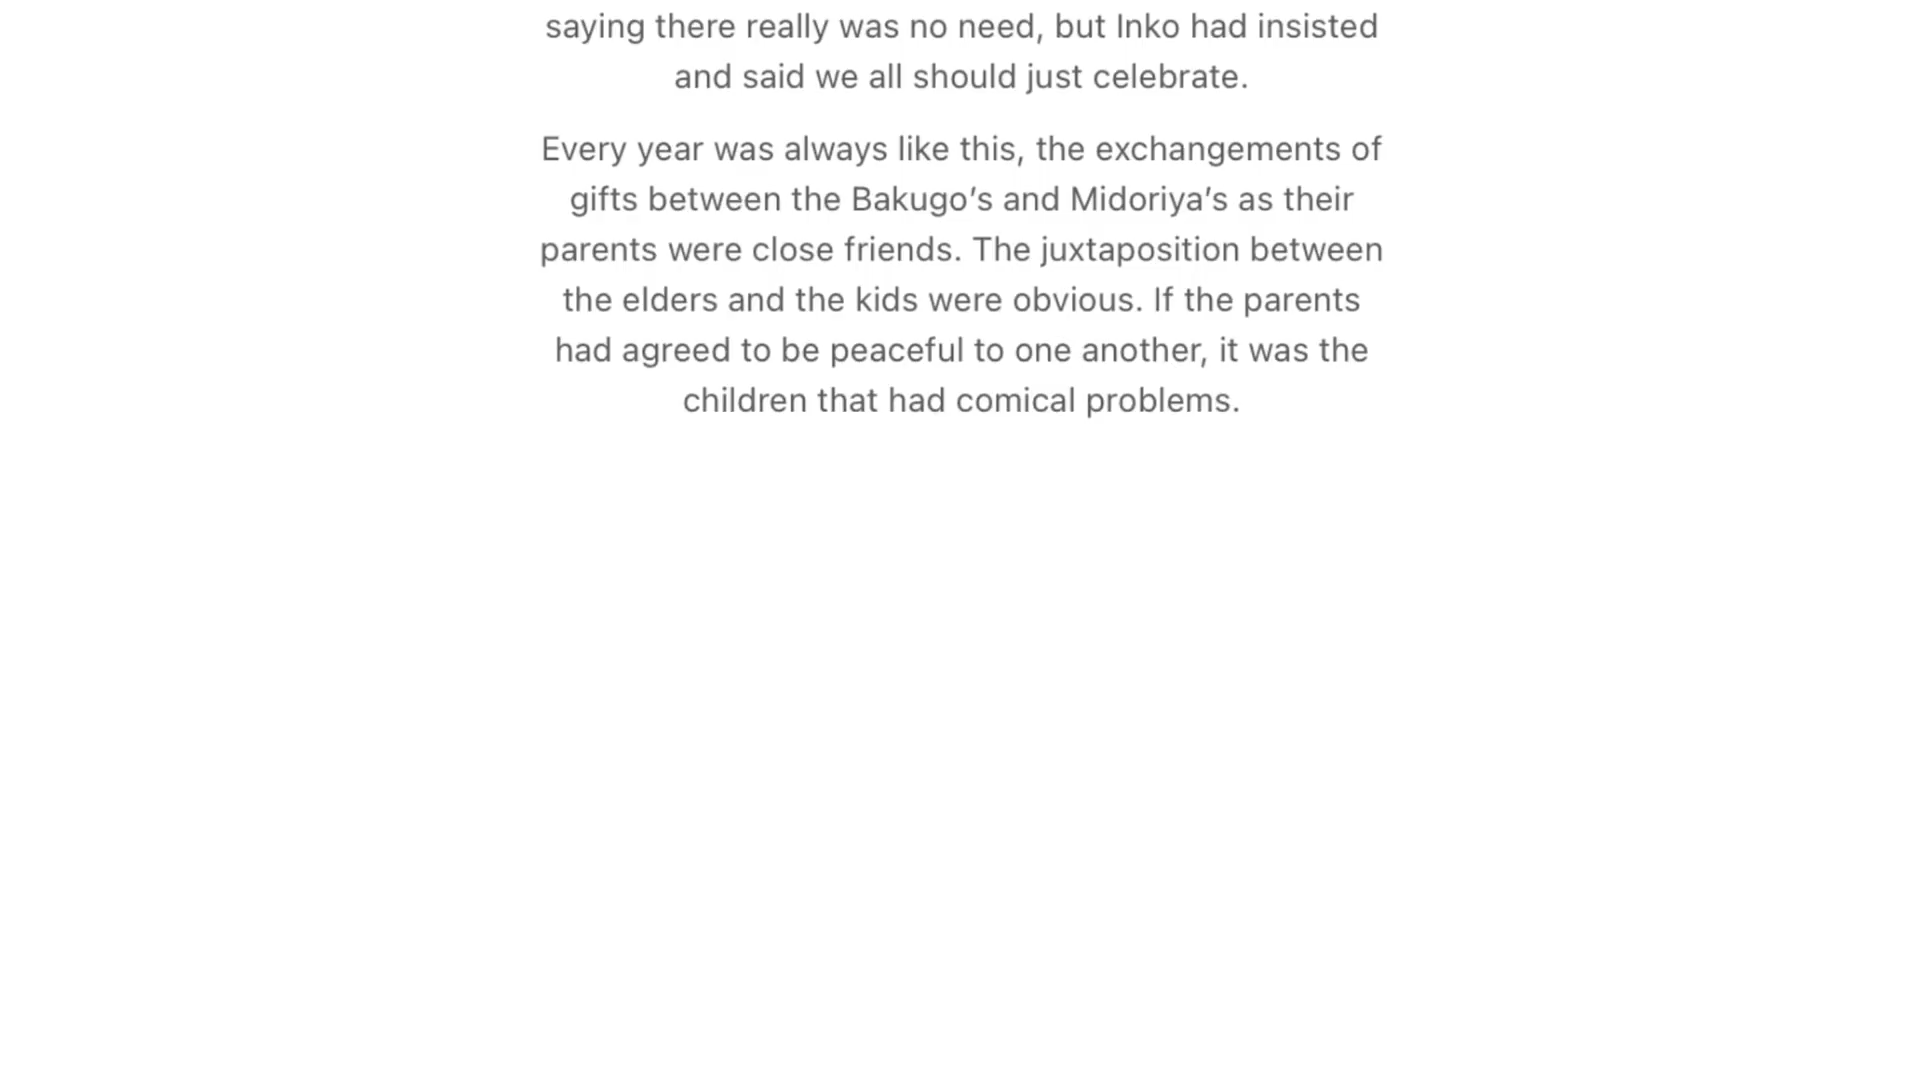 saying there really was no need, but Inko had insisted
and said we all should just celebrate.
Every year was always like this, the exchangements of
gifts between the Bakugo’s and Midoriya’s as their
parents were close friends. The juxtaposition between
the elders and the kids were obvious. If the parents
had agreed to be peaceful to one another, it was the
children that had comical problems.